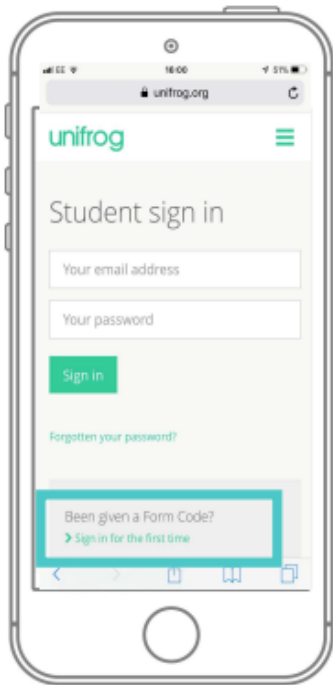 EE 16:00 51%
unifrog.org
unifrog
Student sign in
Your email address
Your password
Sign in
Forgotten your password?
Been given a Form Code?
Sign in for the first time